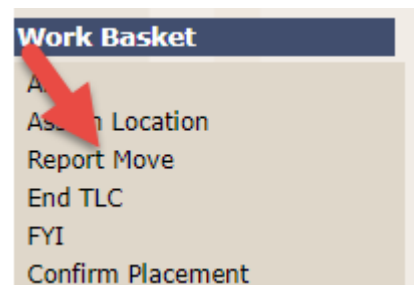 Work Basket
Location
Report Move
End TLC
FYI
Confirm Placement